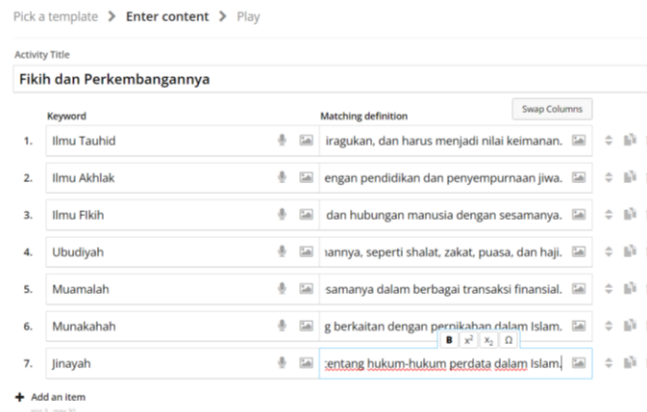 Pick a template > Enter content > Play
Activity Title
Fikih dan Perkembangannya
Keyword Matching definition Swap Columns
1. Ilmu Tauhid iragukan, dan harus menjadi nilai keimanan.
2. Ilmu Akhlak engan pendidikan dan penyempurnaan jiwa.
3. Ilmu FIkih dan hubungan manusia dengan sesamanya.
4. Ubudiyah nannya, seperti shalat, zakat, puasa, dan haji.
5. Muamalah samanya dalam berbagai transaksi finansial.
6. Munakahah g berkaitan dengan pernikahan dalam Islam.
B x² x₂ Ω
7. Jinayah tentang hukum-hukum perdata dalam Islam.
+ Add an item